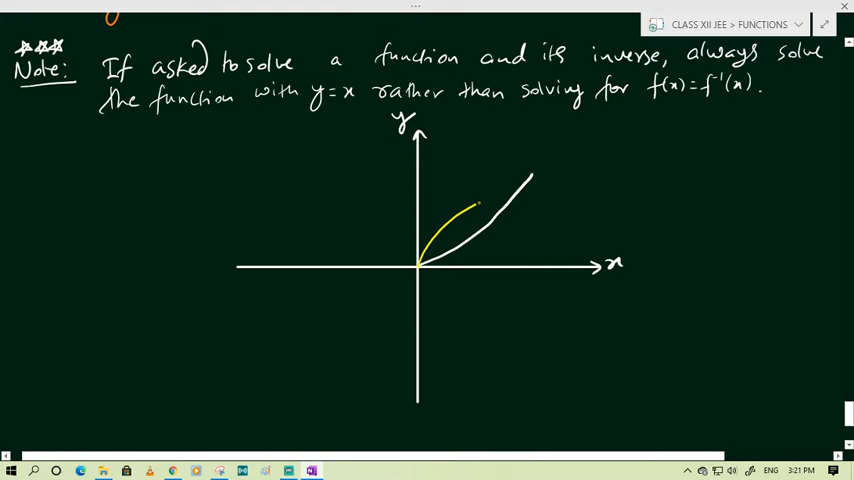 CLASS XII JEE > FUNCTIONS
Note: If asked to solve a function and its inverse, always solve
the function with y=x rather than solving for f(x)=f⁻¹(x).
y
x
ENG 3:21 PM